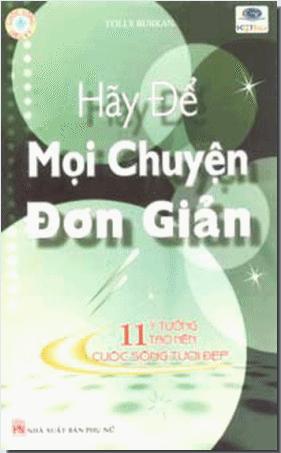 TOLLY BURKAN
Hãy Để
Mọi Chuyện
Đơn Giản
11 Ý TƯỞNG
TẠO NÊN
CUỘC SỐNG TƯƠI ĐẸP
NHÀ XUẤT BẢN PHỤ NỮ